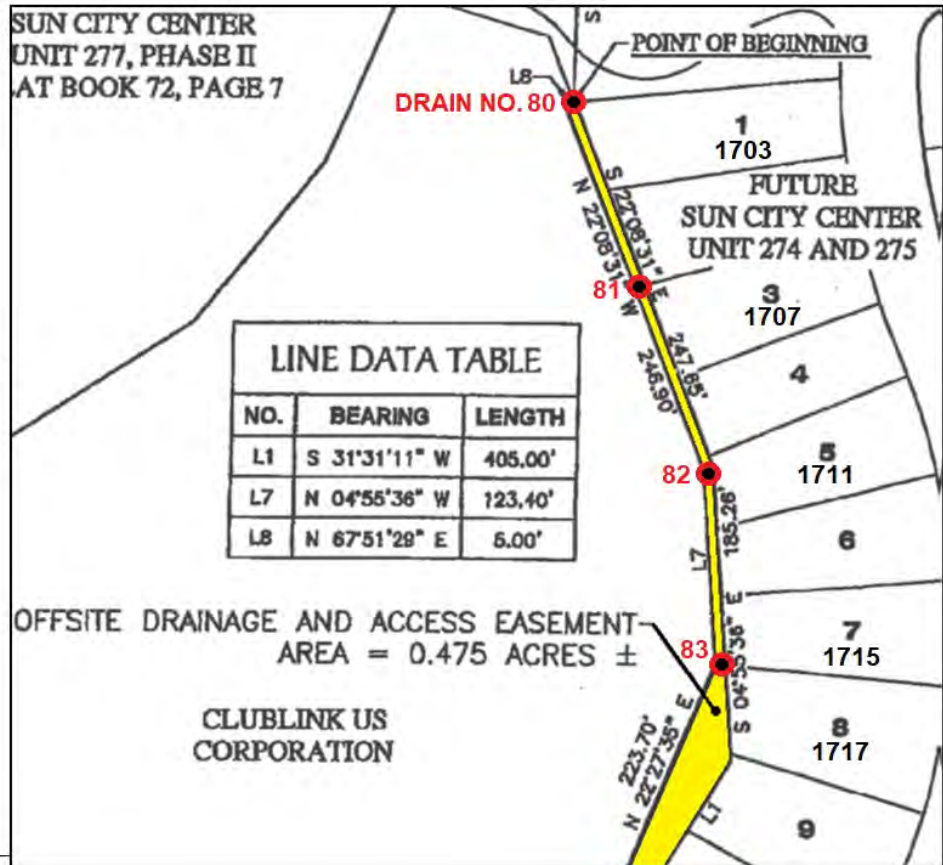 SUN CITY CENTER
UNIT 277, PHASE II
AT BOOK 72, PAGE 7
S
POINT OF BEGINNING
L8
DRAIN NO. 80
1
1703
FUTURE
SUN CITY CENTER
UNIT 274 AND 275
S 22°08'31" E
N 22°08'31" W
81
3
1707
247.65'
246.90'
4
LINE DATA TABLE
NO. BEARING LENGTH
L1 S 31°31'11" W 405.00'
L7 N 04°55'36" W 123.40'
L8 N 67°51'29" E 5.00'
82
5
1711
185.26'
L7
6
OFFSITE DRAINAGE AND ACCESS EASEMENT
AREA = 0.475 ACRES ±
83
S 04°55'36" E
7
1715
CLUBLINK US
CORPORATION
223.70'
N 22°27'35" E
8
1717
L1
9